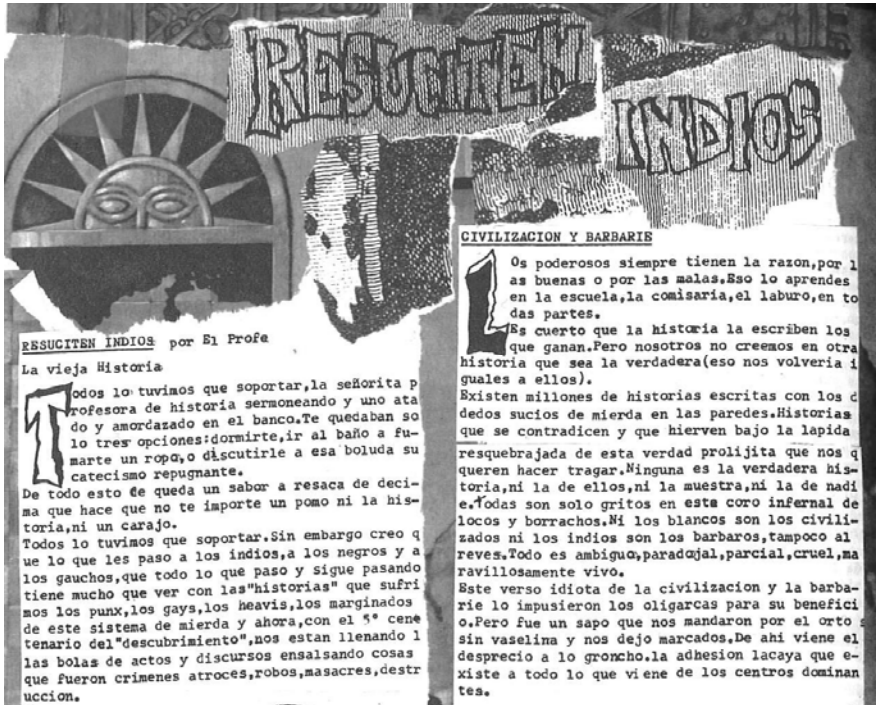 RESUCITEN
INDIOS
RESUCITEN INDIOS por El Profe
La vieja Historia
Todos lo tuvimos que soportar,la señorita p
rofesora de historia sermoneando y uno ata
do y amordazado en el banco.Te quedaban so
lo tres opciones:dormirte,ir al baño a fu-
marte un ropo,o discutirle a esa boluda su
catecismo repugnante.
De todo esto te queda un sabor a resaca de deci-
ma que hace que no te importe un pomo ni la his-
toria,ni un carajo.
Todos lo tuvimos que soportar.Sin embargo creo q
ue lo que les paso a los indios,a los negros y a
los gauchos,que todo lo que paso y sigue pasando
tiene mucho que ver con las"historias" que sufri
mos los punx,los gays,los heavis,los marginados
de este sistema de mierda y ahora,con el 5° cene
tenario del"descubrimiento",nos estan llenando l
las bolas de actos y discursos ensalsando cosas
que fueron crimenes atroces,robos,masacres,destr
uccion.
CIVILIZACION Y BARBARIE
LOs poderosos siempre tienen la razon,por l
as buenas o por las malas.Eso lo aprendes
en la escuela,la comisaria,el laburo,en to
das partes.
Es cuerto que la historia la escriben los
que ganan.Pero nosotros no creemos en otra
historia que sea la verdadera(eso nos volveria i
guales a ellos).
Existen millones de historias escritas con los d
dedos sucios de mierda en las paredes.Historias
que se contradicen y que hierven bajo la lapida
resquebrajada de esta verdad prolijita que nos q
queren hacer tragar.Ninguna es la verdadera his-
toria,ni la de ellos,ni la muestra,ni la de nadi
e.Todas son solo gritos en este coro infernal de
locos y borrachos.Ni los blancos son los civili-
zados ni los indios son los barbaros,tampoco al
reves.Todo es ambiguo,paradojal,parcial,cruel,ma
ravillosamente vivo.
Este verso idiota de la civilizacion y la barba-
rie lo impusieron los oligarcas para su benefici
o.Pero fue un sapo que nos mandaron por el orto s
sin vaselina y nos dejo marcados.De ahi viene el
desprecio a lo groncho.la adhesion lacaya que e-
xiste a todo lo que viene de los centros dominan
tes.